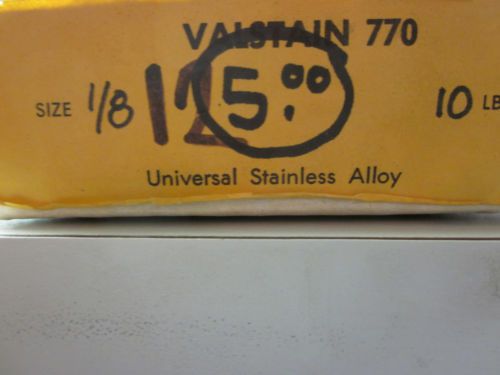 VALSTAIN 770
SIZE 1/8 12 5.00 10 LB
Universal Stainless Alloy